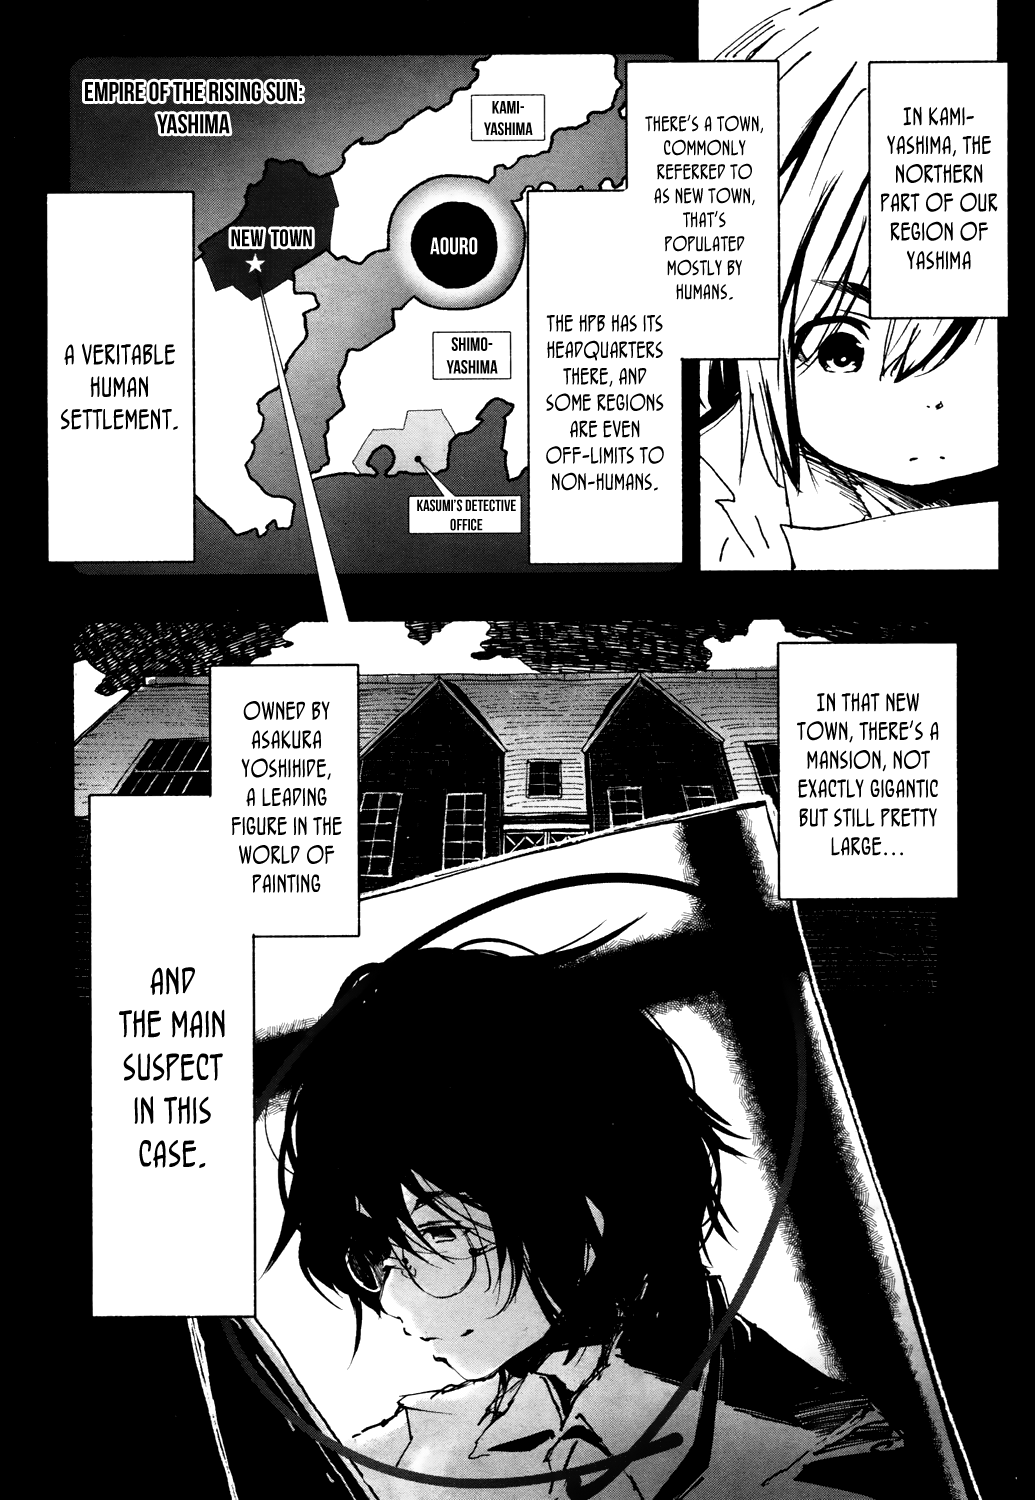 IN KAMI-
YASHIMA, THE
NORTHERN
PART OF OUR
REGION OF
YASHIMA
THERE'S A TOWN,
COMMONLY
REFERRED TO
AS NEW TOWN,
THAT'S
POPULATED
MOSTLY BY
HUMANS.
THE HPB HAS ITS
HEADQUARTERS
THERE, AND
SOME REGIONS
ARE EVEN
OFF-LIMITS TO
NON-HUMANS.
EMPIRE OF THE RISING SUN:
YASHIMA
KAMI-
YASHIMA
AOURO
NEW TOWN
SHIMO-
YASHIMA
KASUMI'S DETECTIVE
OFFICE
A VERITABLE
HUMAN
SETTLEMENT.
IN THAT NEW
TOWN, THERE'S A
MANSION, NOT
EXACTLY GIGANTIC
BUT STILL PRETTY
LARGE...
OWNED BY
ASAKURA
YOSHIHIDE,
A LEADING
FIGURE IN THE
WORLD OF
PAINTING
AND
THE MAIN
SUSPECT
IN THIS
CASE.